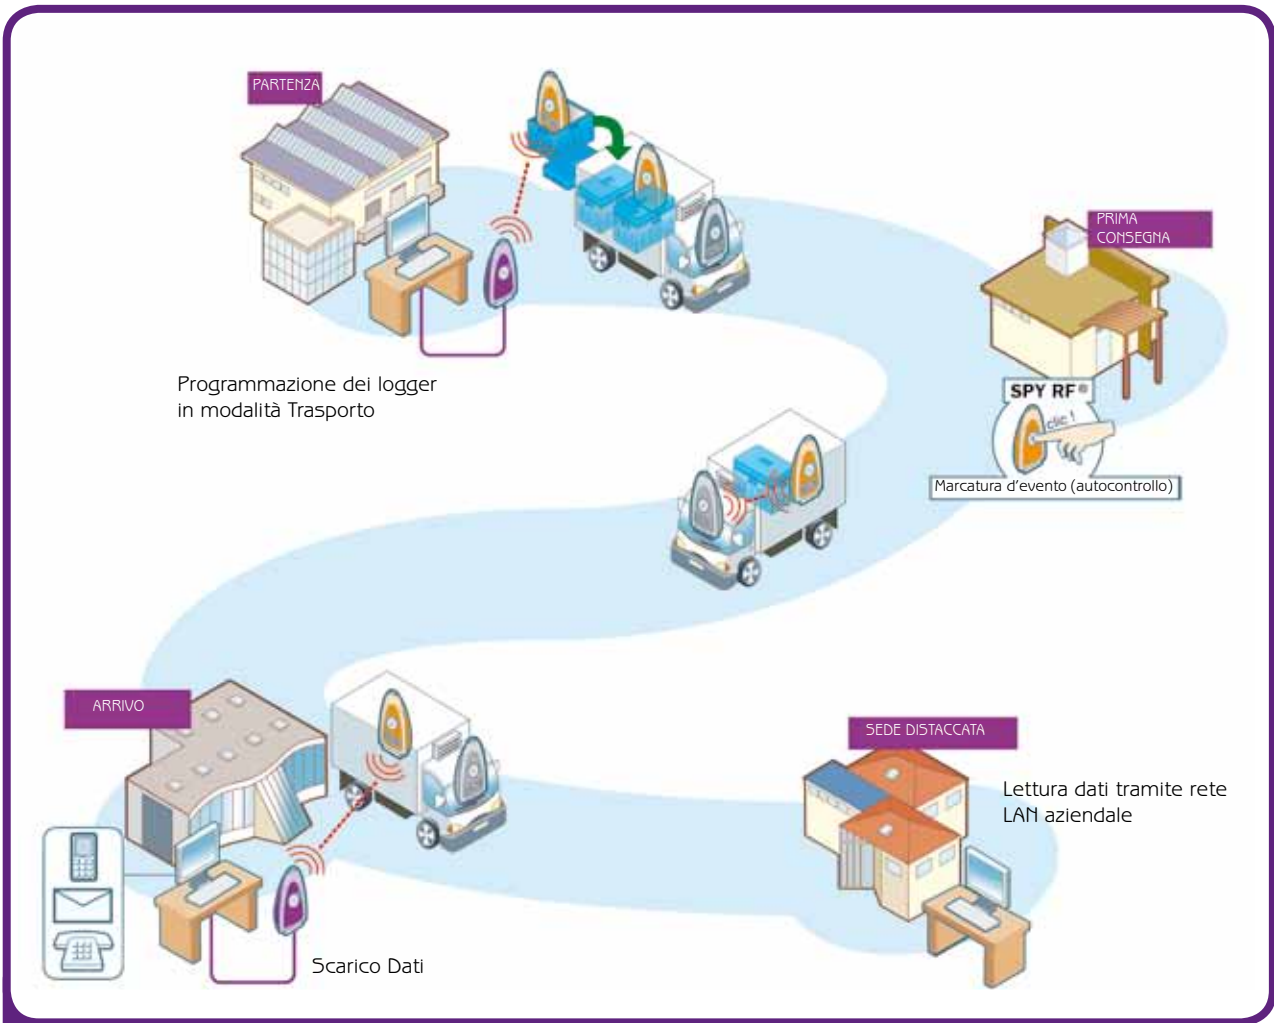 PARTENZA
Programmazione dei logger
in modalità Trasporto
PRIMA
CONSEGNA
SPY RF®
clic !
Marcatura d'evento (autocontrollo)
ARRIVO
Scarico Dati
SEDE DISTACCATA
Lettura dati tramite rete
LAN aziendale